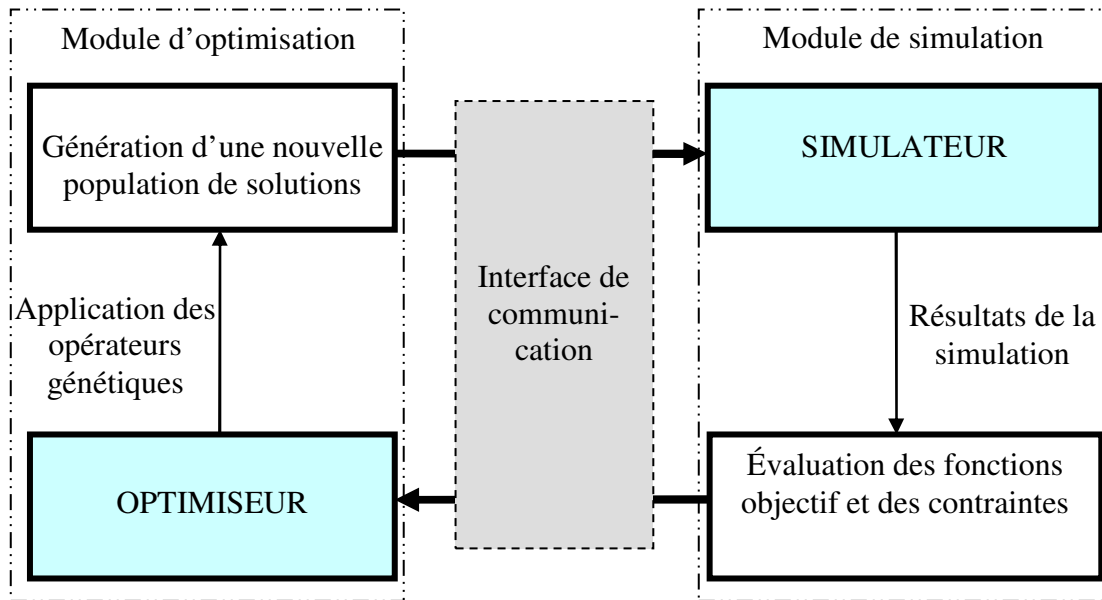 Module d’optimisation
Génération d’une nouvelle
population de solutions
Application des
opérateurs
génétiques
OPTIMISEUR
Interface de
communi-
cation
Module de simulation
SIMULATEUR
Résultats de la
simulation
Évaluation des fonctions
objectif et des contraintes